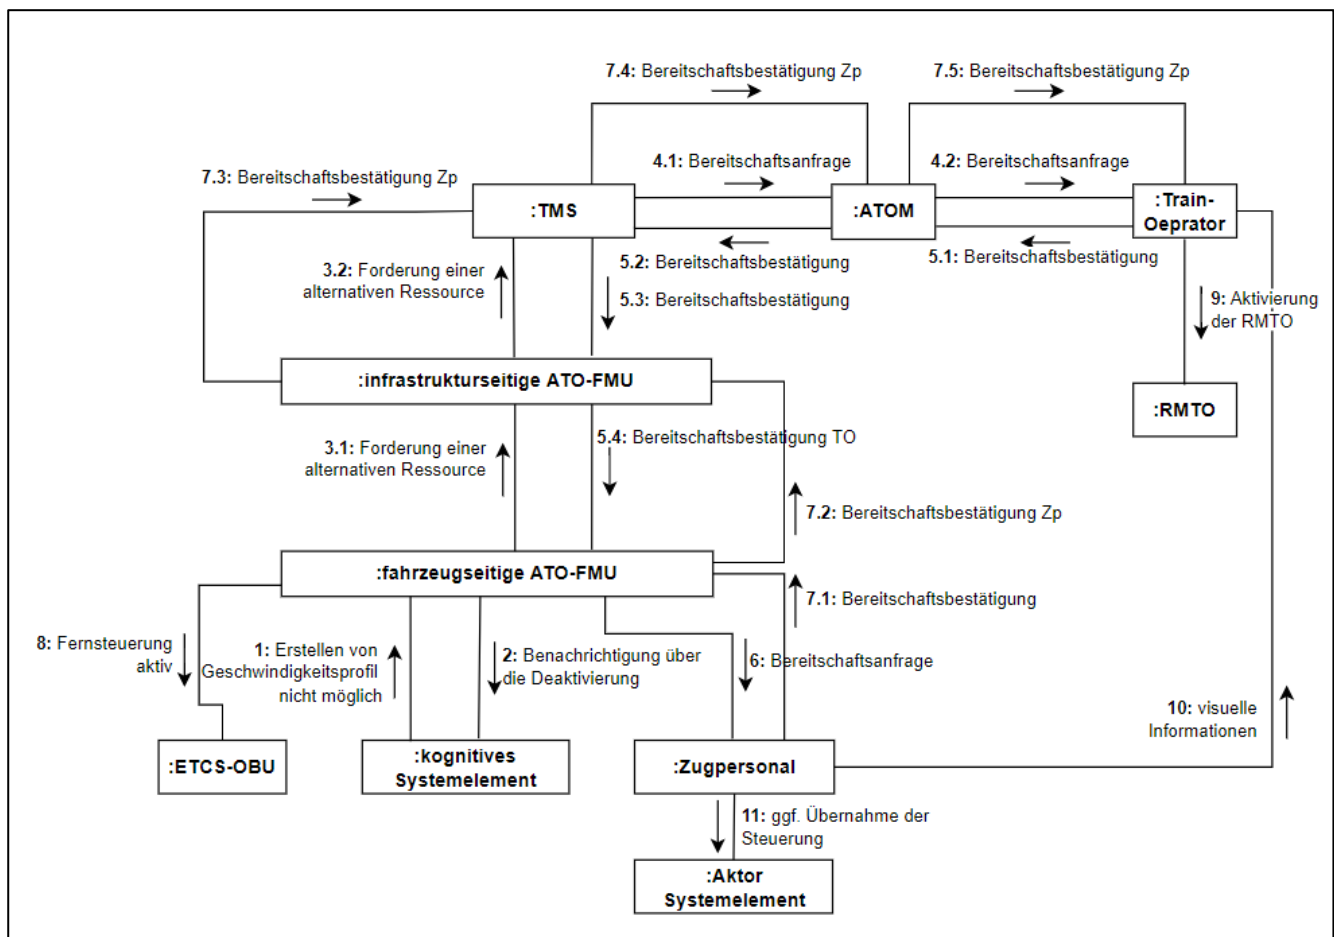 7.4: Bereitschaftsbestätigung Zp
7.5: Bereitschaftsbestätigung Zp
4.1: Bereitschaftsanfrage
4.2: Bereitschaftsanfrage
7.3: Bereitschaftsbestätigung Zp
:TMS
:ATOM
:Train-
Oeprator
5.2: Bereitschaftsbestätigung
5.1: Bereitschaftsbestätigung
3.2: Forderung einer
alternativen Ressource
5.3: Bereitschaftsbestätigung
9: Aktivierung
der RMTO
:infrastrukturseitige ATO-FMU
:RMTO
3.1: Forderung einer
alternativen Ressource
5.4: Bereitschaftsbestätigung TO
7.2: Bereitschaftsbestätigung Zp
:fahrzeugseitige ATO-FMU
7.1: Bereitschaftsbestätigung
8: Fernsteuerung
aktiv
1: Erstellen von
Geschwindigkeitsprofil
nicht möglich
2: Benachrichtigung über
die Deaktivierung
6: Bereitschaftsanfrage
10: visuelle
Informationen
:ETCS-OBU
:kognitives
Systemelement
:Zugpersonal
11: ggf. Übernahme der
Steuerung
:Aktor
Systemelement